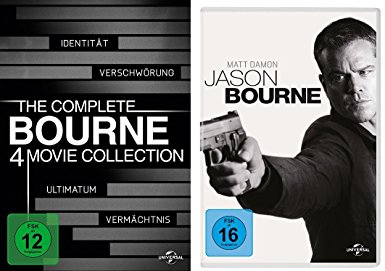 IDENTITÄT
VERSCHWÖRUNG
THE COMPLETE
BOURNE
4 MOVIE COLLECTION
ULTIMATUM
VERMÄCHTNIS
FSK
12
UNIVERSAL
MATT DAMON
JASON
BOURNE
FSK
16
UNIVERSAL